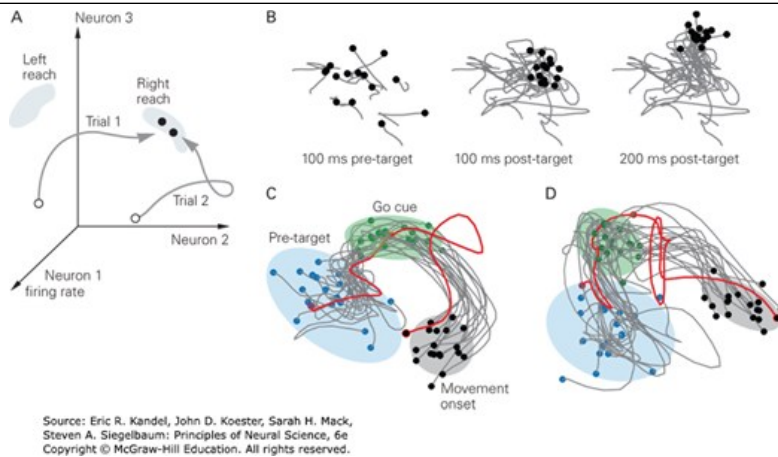 A
Neuron 3
Left
reach
Right
reach
Trial 1
Trial 2
Neuron 2
Neuron 1
firing rate
B
100 ms pre-target
100 ms post-target
200 ms post-target
C
Go cue
Pre-target
Movement
onset
D
Source: Eric R. Kandel, John D. Koester, Sarah H. Mack,
Steven A. Siegelbaum: Principles of Neural Science, 6e
Copyright © McGraw-Hill Education. All rights reserved.